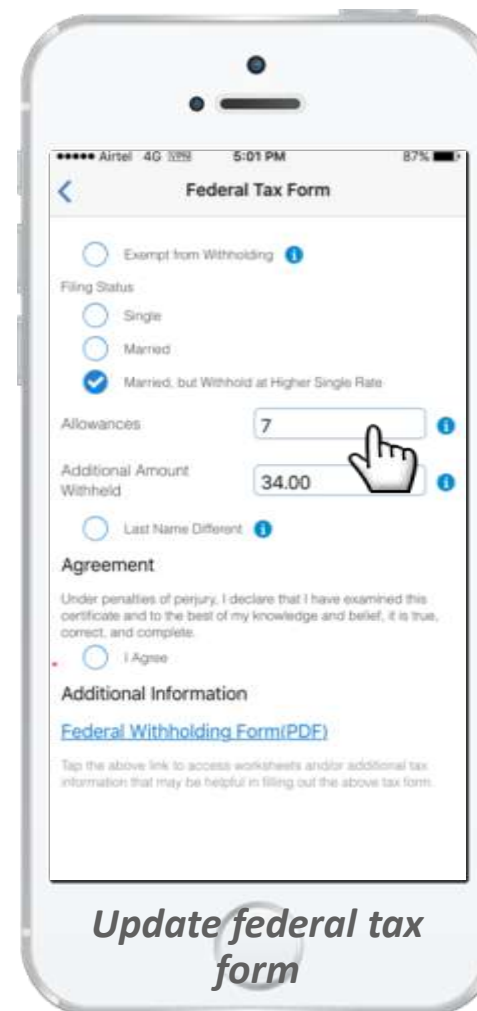 Airtel 4G VPN 5:01 PM 87%
Federal Tax Form
Exempt from Withholding
Filing Status
Single
Married
Married, but Withhold at Higher Single Rate
Allowances 7
Additional Amount
Withheld 34.00
Last Name Different
Agreement
Under penalties of perjury, I declare that I have examined this
certificate and to the best of my knowledge and belief, it is true,
correct, and complete.
I Agree
Additional Information
Federal Withholding Form(PDF)
Tap the above link to access worksheets and/or additional tax
information that may be helpful in filling out the above tax form.
Update federal tax
form